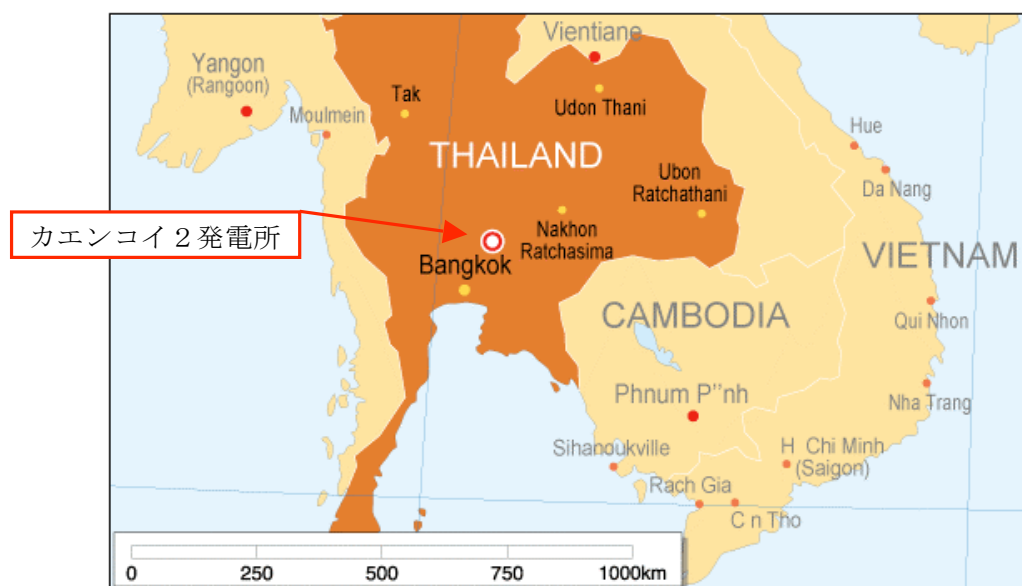 Vientiane
Yangon
(Rangoon)
Tak
Udon Thani
Moulmein
Hue
THAILAND
Ubon
Ratchathani
Da Nang
カエンコイ２発電所
Nakhon
Ratchasima
Bangkok
VIETNAM
CAMBODIA
Qui Nhon
Phnum P''nh
Nha Trang
Sihanoukville
H Chi Minh
(Saigon)
Rach Gia
C n Tho
0 250 500 750 1000km